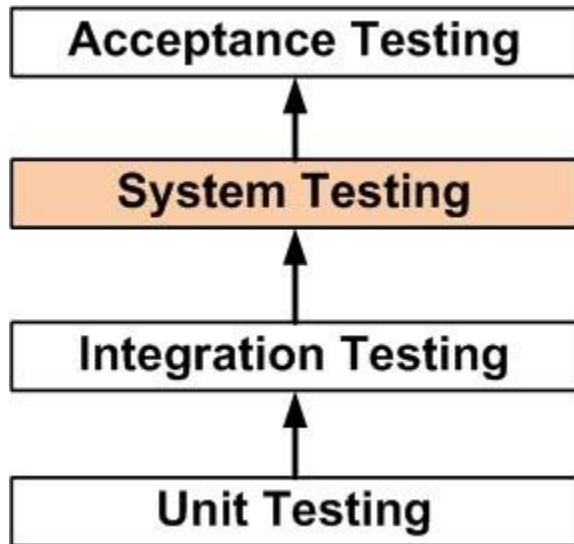 Acceptance Testing
System Testing
Integration Testing
Unit Testing